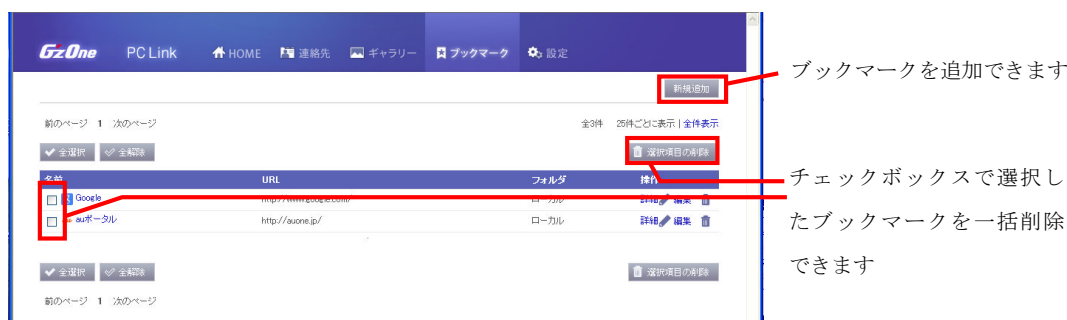 GzOne PC Link HOME 連絡先 ギャラリー ブックマーク 設定
ブックマークを追加できます
新規追加
前のページ 1 次のページ 全3件 25件ごとに表示 | 全件表示
全選択 全解除 選択項目の削除
チェックボックスで選択し
たブックマークを一括削除
できます
名前 URL フォルダ 操作
Google http://www.google.com/ ローカル 詳細 編集
auポータル http://auone.jp/ ローカル 詳細 編集
全選択 全解除 選択項目の削除
前のページ 1 次のページ